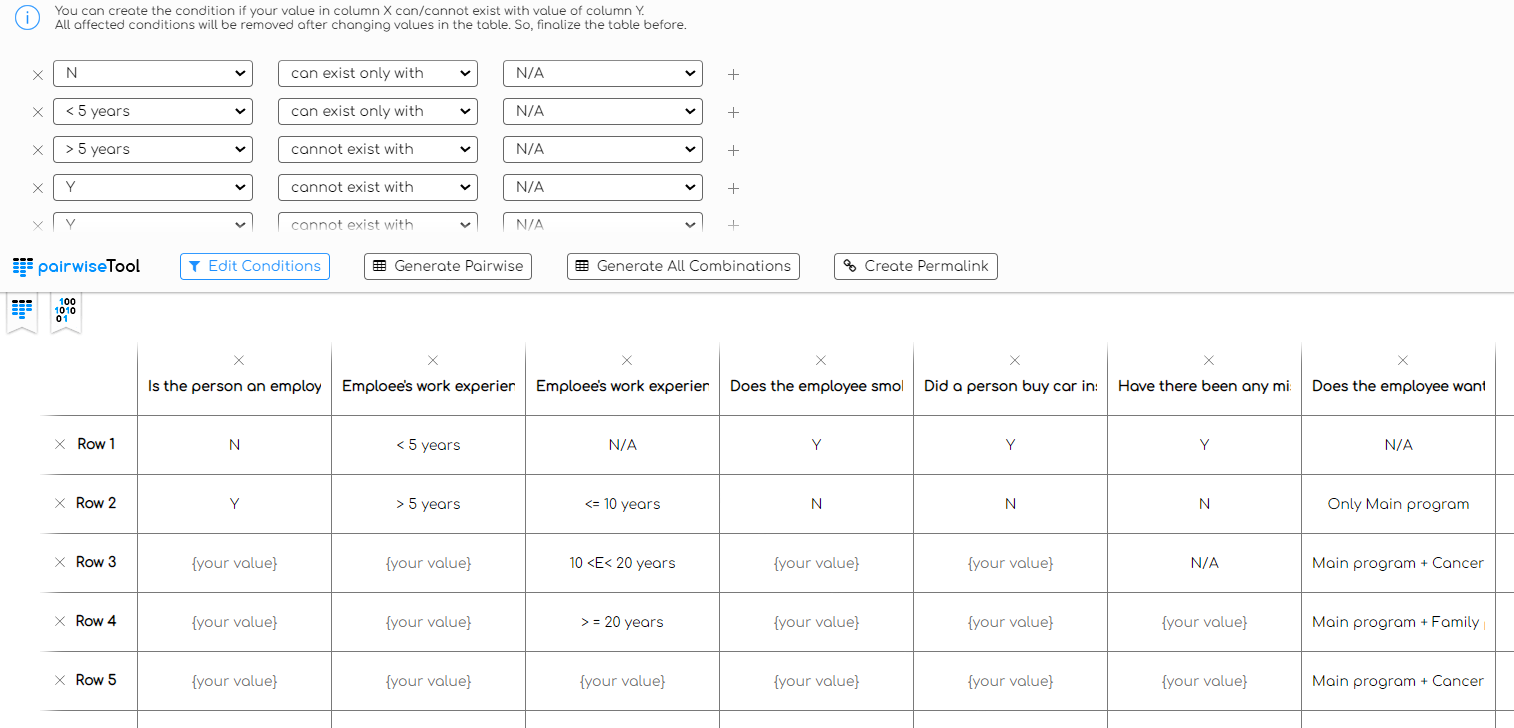 You can create the condition if your value in column X can/cannot exist with value of column Y.
All affected conditions will be removed after changing values in the table. So, finalize the table before.
N can exist only with N/A
< 5 years can exist only with N/A
> 5 years cannot exist with N/A
Y cannot exist with N/A
Y cannot exist with N/A
pairwiseTool Edit Conditions Generate Pairwise Generate All Combinations Create Permalink
100
1010
01
Is the person an employ Emploee's work experien Emploee's work experien Does the employee smo Did a person buy car in Have there been any mi Does the employee want
Row 1 N < 5 years N/A Y Y Y N/A
Row 2 Y > 5 years <= 10 years N N N Only Main program
Row 3 {your value} {your value} 10 <E< 20 years {your value} {your value} N/A Main program + Cancer
Row 4 {your value} {your value} > = 20 years {your value} {your value} {your value} Main program + Family
Row 5 {your value} {your value} {your value} {your value} {your value} {your value} Main program + Cancer